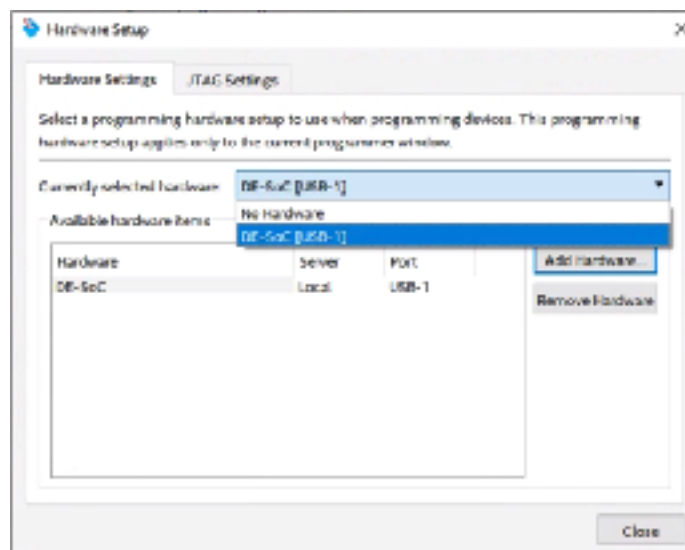 Hardware Setup
Hardware Settings
JTAG Settings
Select a programming hardware setup to use when programming devices. This programming
hardware setup applies only to the current programmer window.
Currently selected hardware:
DE-SoC [USB-1]
No Hardware
DE-SoC [USB-1]
Available hardware items
Hardware
Server
Port
DE-SoC
Local
USB-1
Add Hardware...
Remove Hardware
Close